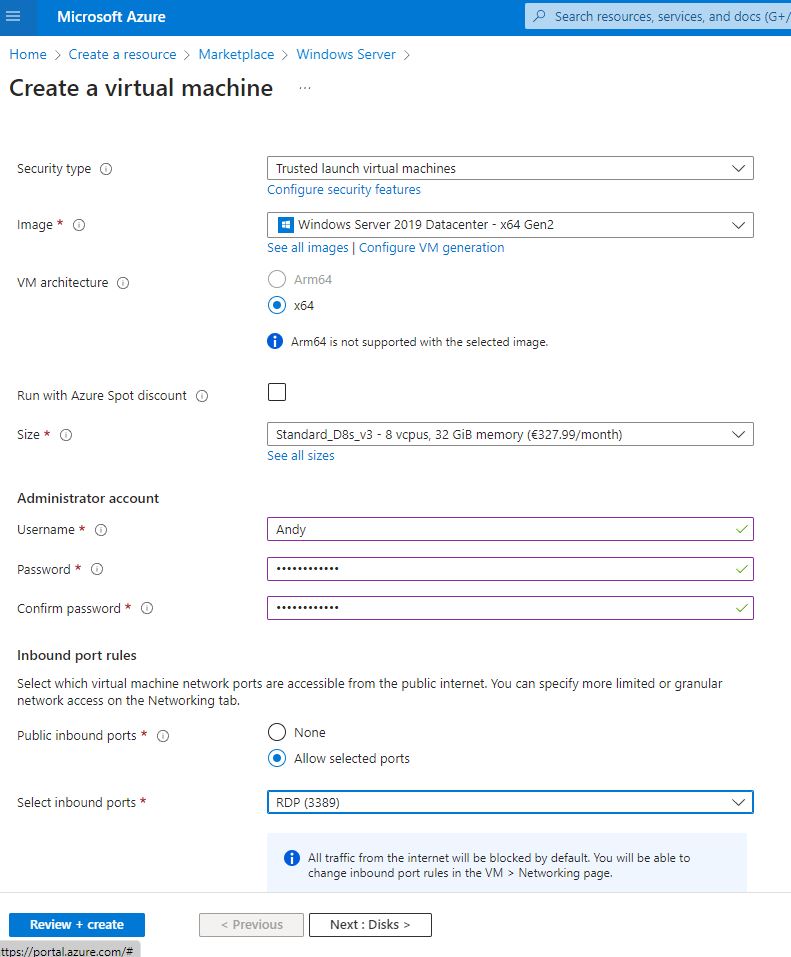 Microsoft Azure
Search resources, services, and docs (G+/
Home > Create a resource > Marketplace > Windows Server >
Create a virtual machine ...
Security type
Trusted launch virtual machines
Configure security features
Image *
Windows Server 2019 Datacenter - x64 Gen2
See all images | Configure VM generation
VM architecture
Arm64
x64
Arm64 is not supported with the selected image.
Run with Azure Spot discount
Size *
Standard_D8s_v3 - 8 vcpus, 32 GiB memory (€327.99/month)
See all sizes
Administrator account
Username *
Andy
Password *
••••••••••••
Confirm password *
••••••••••••
Inbound port rules
Select which virtual machine network ports are accessible from the public internet. You can specify more limited or granular
network access on the Networking tab.
Public inbound ports *
None
Allow selected ports
Select inbound ports *
RDP (3389)
All traffic from the internet will be blocked by default. You will be able to
change inbound port rules in the VM > Networking page.
Review + create
< Previous
Next : Disks >
ttps://portal.azure.com/#